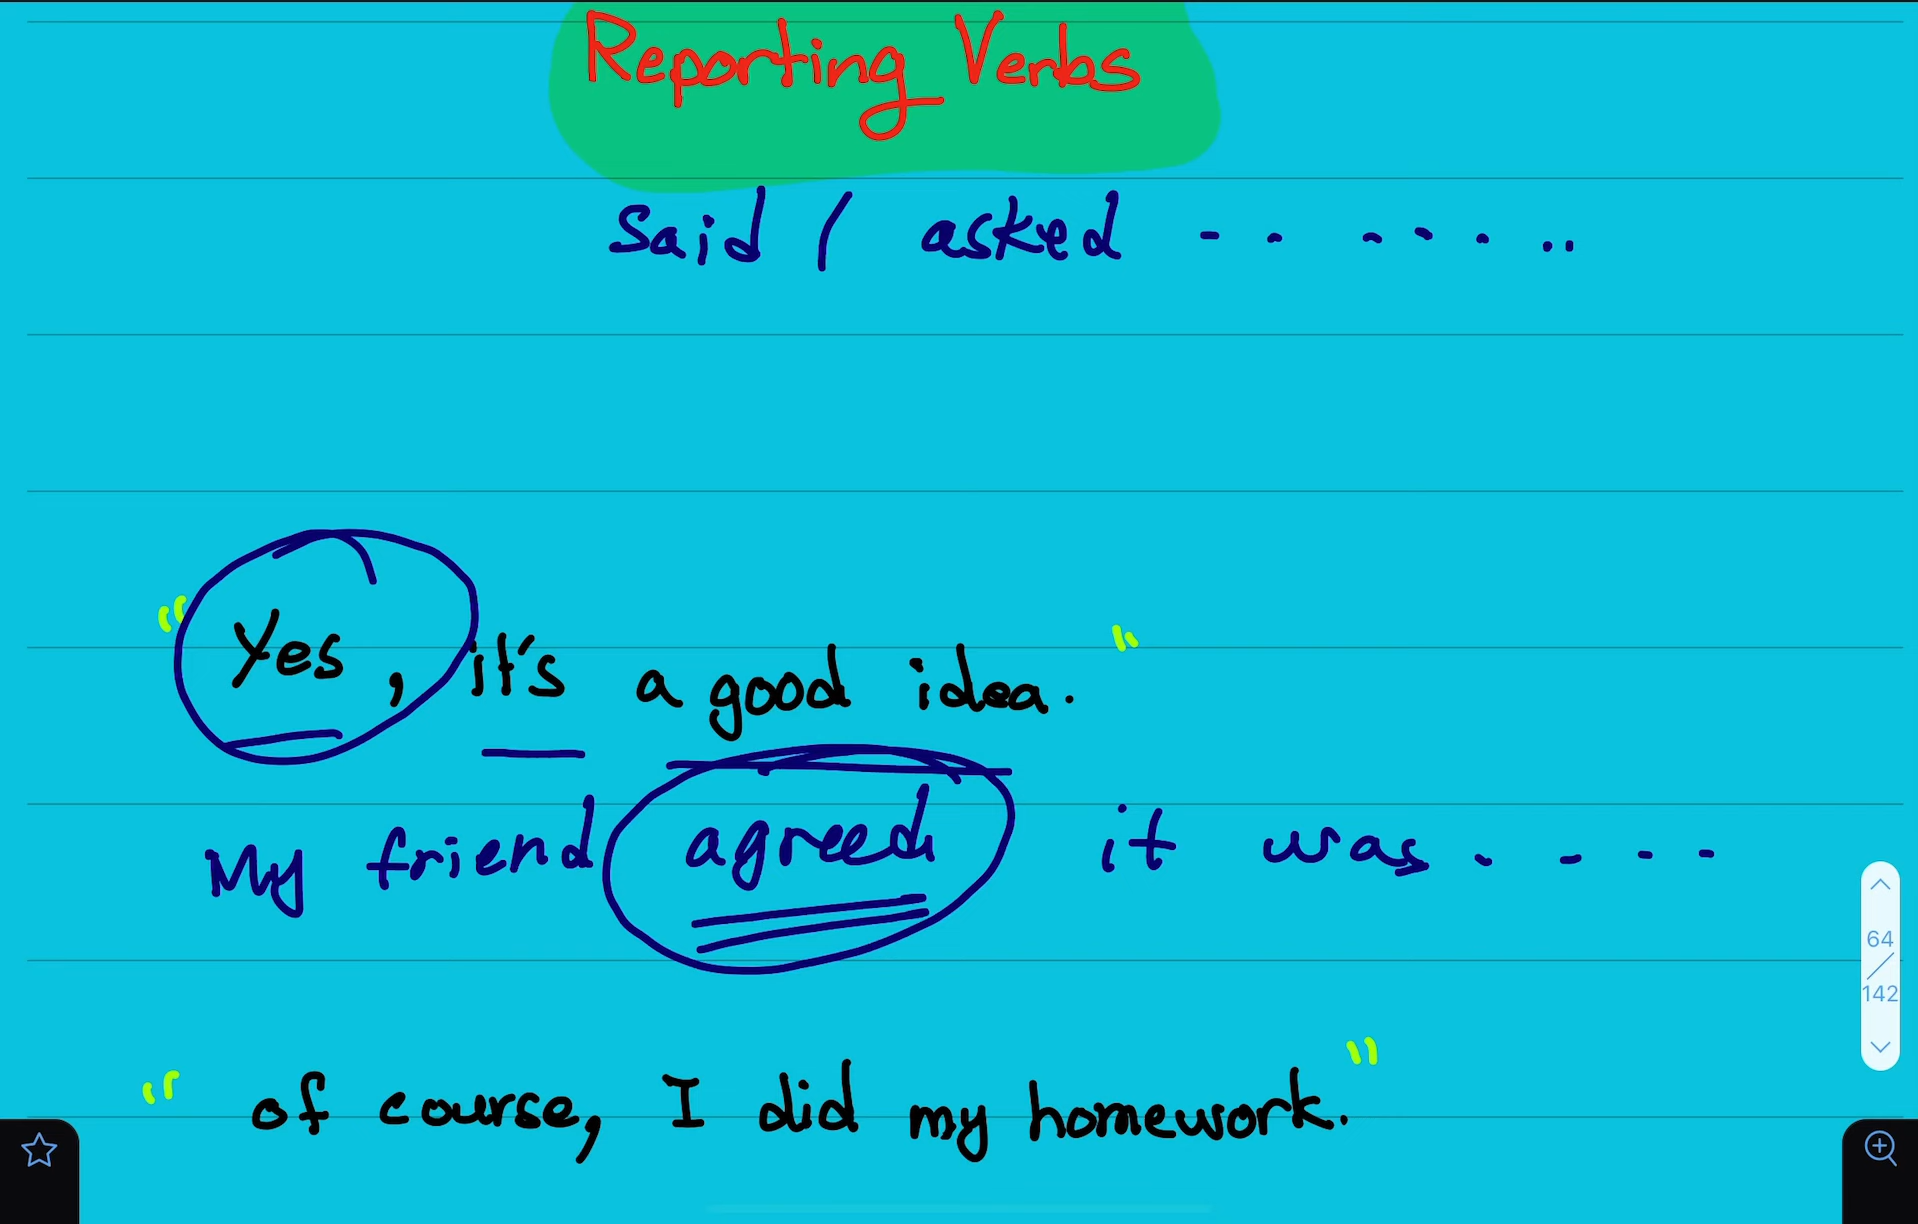 Reporting Verbs
Said / asked -- .....
"Yes, it's a good idea."
My friend agreed it was ....
"of course, I did my homework."
64
/
142